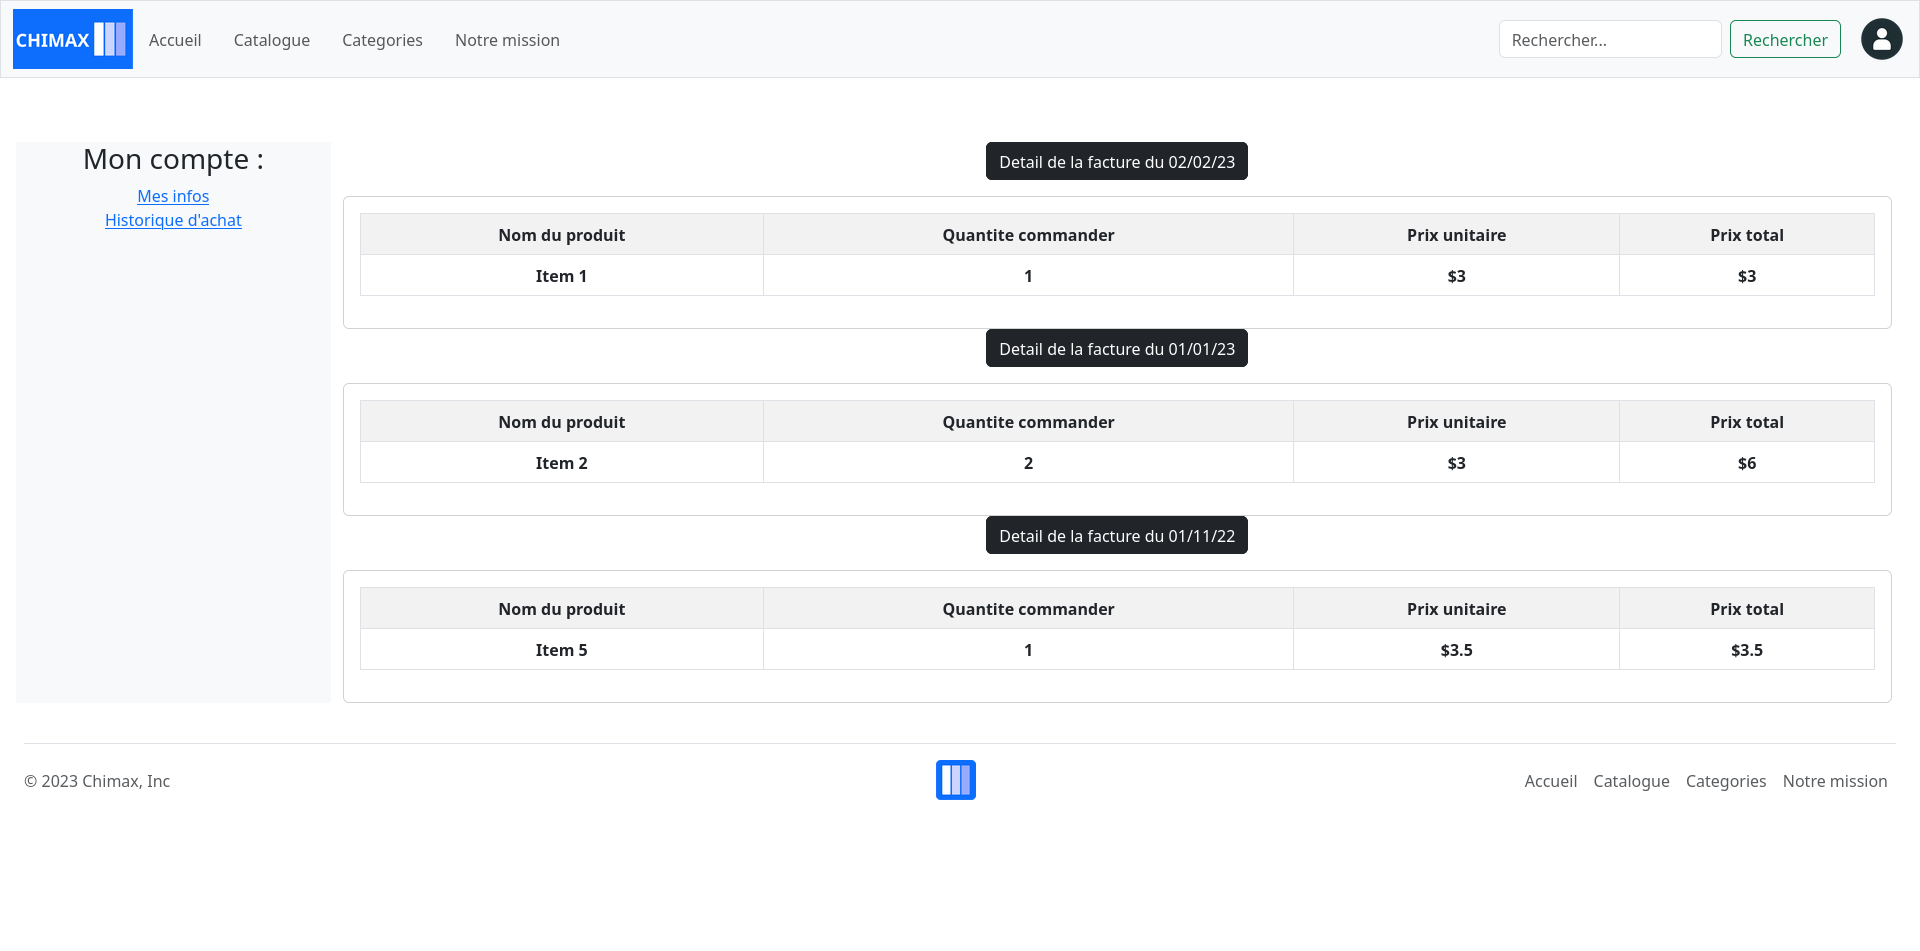 CHIMAX Accueil Catalogue Categories Notre mission Rechercher... Rechercher
Mon compte :
Mes infos
Historique d'achat
Detail de la facture du 02/02/23
Nom du produit Quantite commander Prix unitaire Prix total
Item 1 1 $3 $3
Detail de la facture du 01/01/23
Nom du produit Quantite commander Prix unitaire Prix total
Item 2 2 $3 $6
Detail de la facture du 01/11/22
Nom du produit Quantite commander Prix unitaire Prix total
Item 5 1 $3.5 $3.5
© 2023 Chimax, Inc Accueil Catalogue Categories Notre mission